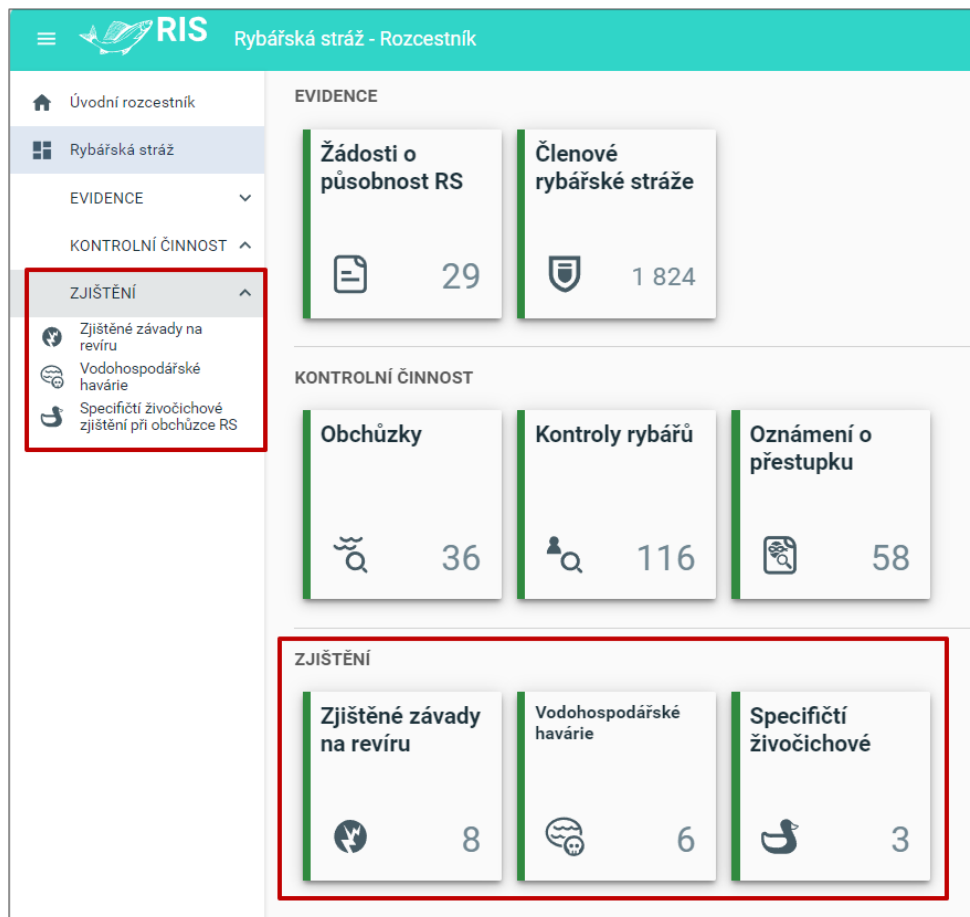 RIS
Rybářská stráž - Rozcestník
Úvodní rozcestník
Rybářská stráž
EVIDENCE
KONTROLNÍ ČINNOST
ZJIŠTĚNÍ
Zjištěné závady na
revíru
Vodohospodářské
havárie
Specifičtí živočichové
zjištění při obchůzce RS
EVIDENCE
Žádosti o
působnost RS
29
Členové
rybářské stráže
1 824
KONTROLNÍ ČINNOST
Obchůzky
36
Kontroly rybářů
116
Oznámení o
přestupku
58
ZJIŠTĚNÍ
Zjištěné závady
na revíru
8
Vodohospodářské
havárie
6
Specifičtí
živočichové
3